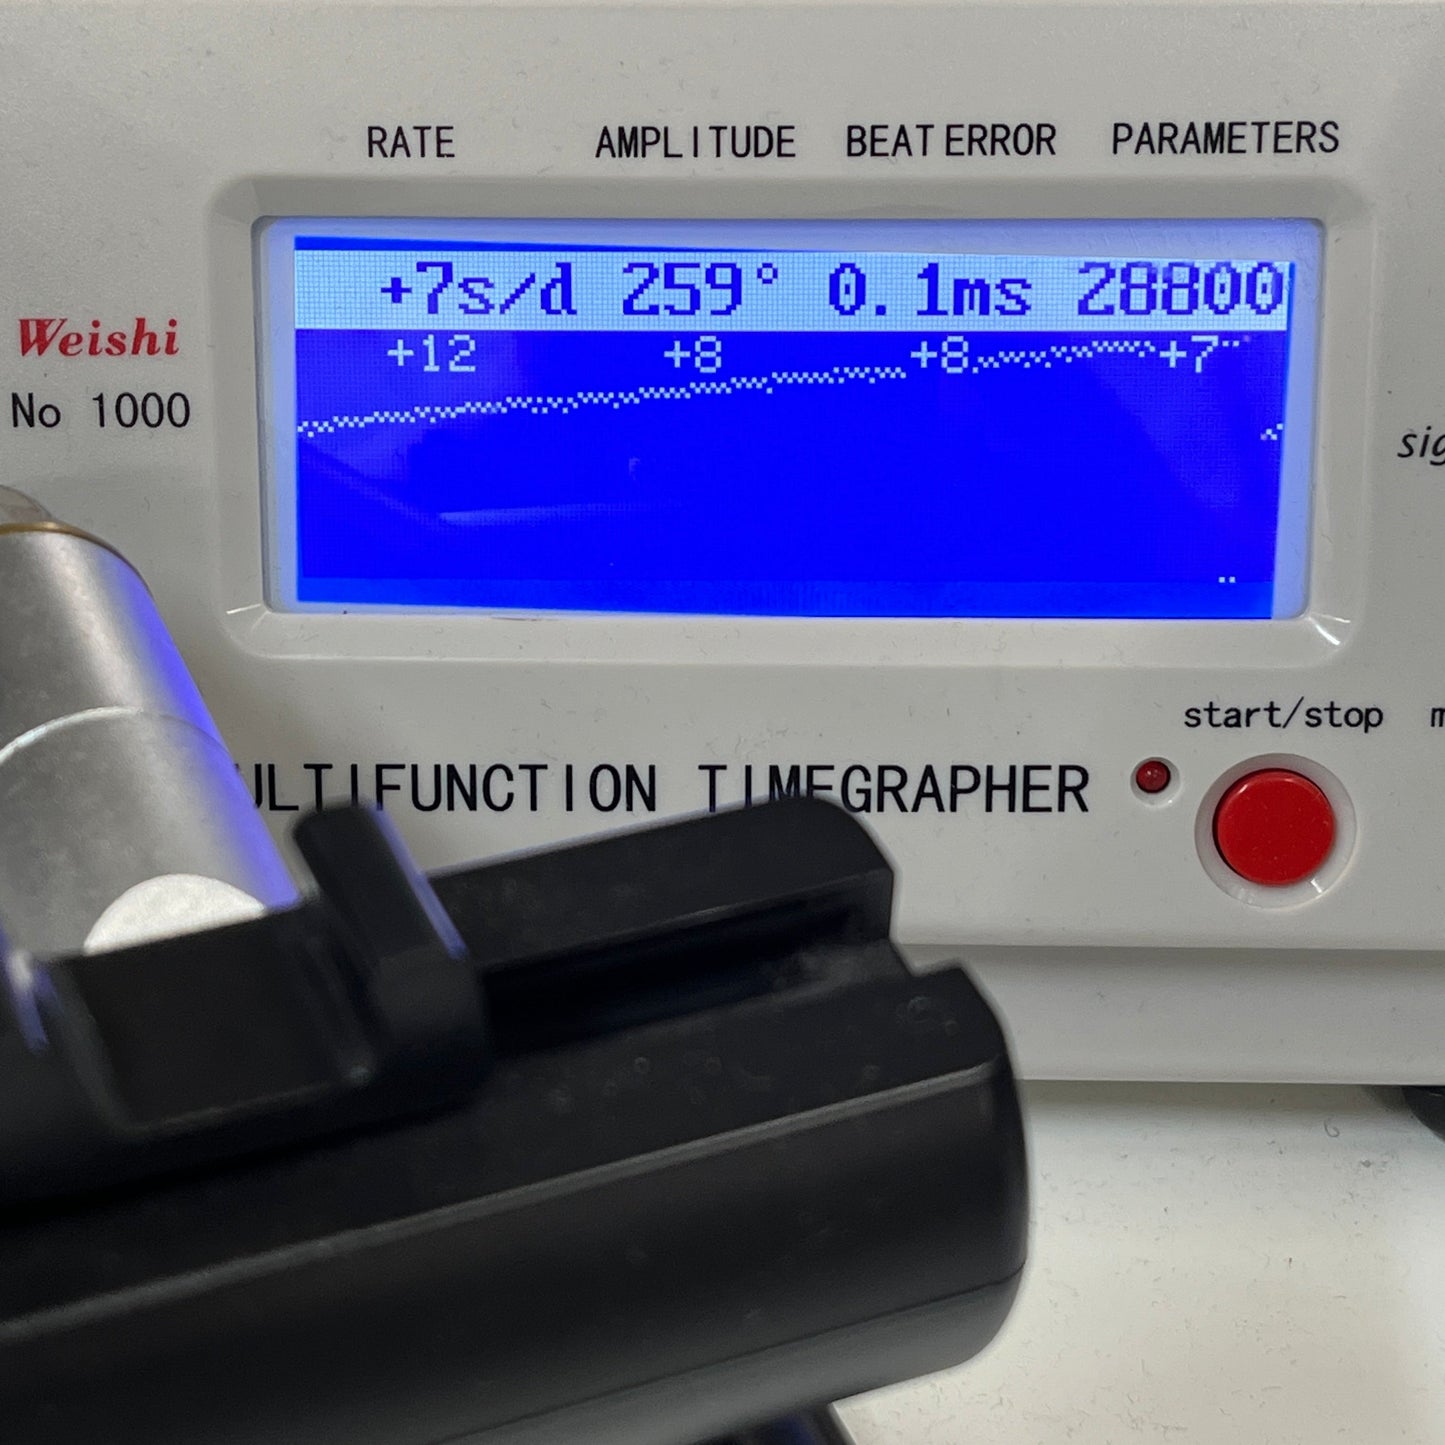 RATE AMPLITUDE BEAT ERROR PARAMETERS
+7s/d 259° 0.1ms 28800
+12 +8 +8 +7
Weishi
No 1000
start/stop
TIMEGRAPHER